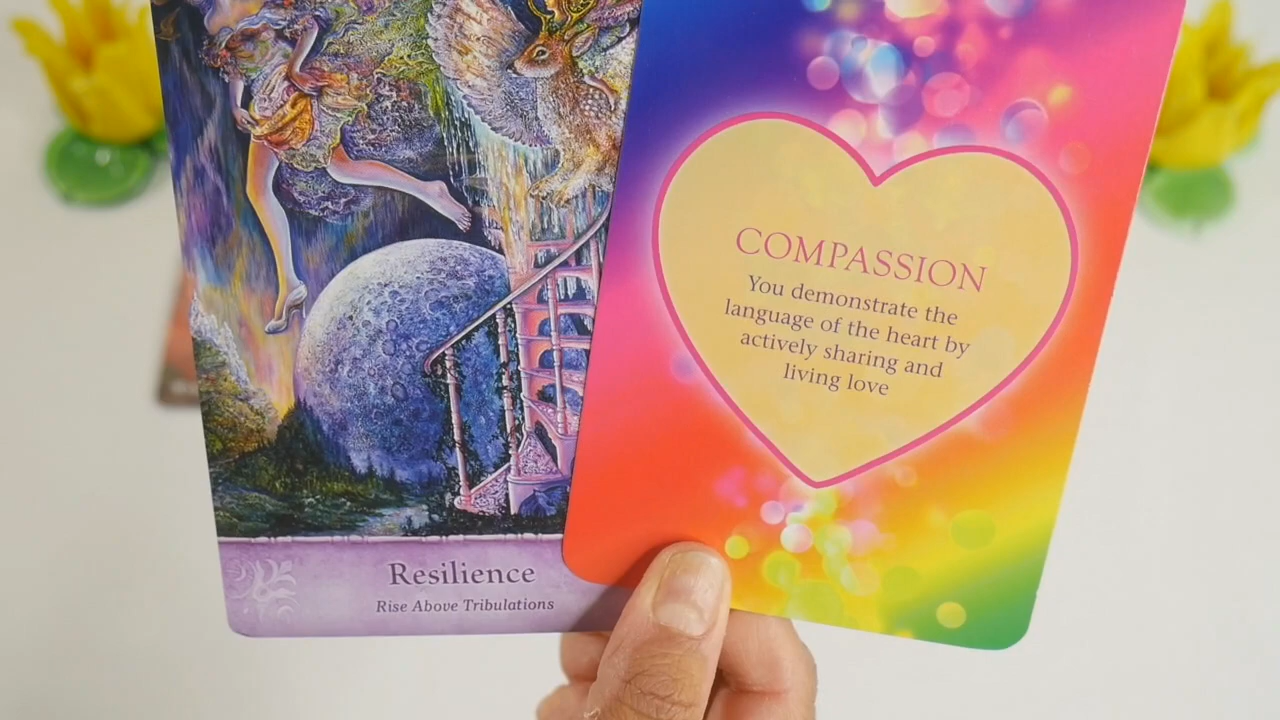 Resilience
Rise Above Tribulations
COMPASSION
You demonstrate the
language of the heart by
actively sharing and
living love